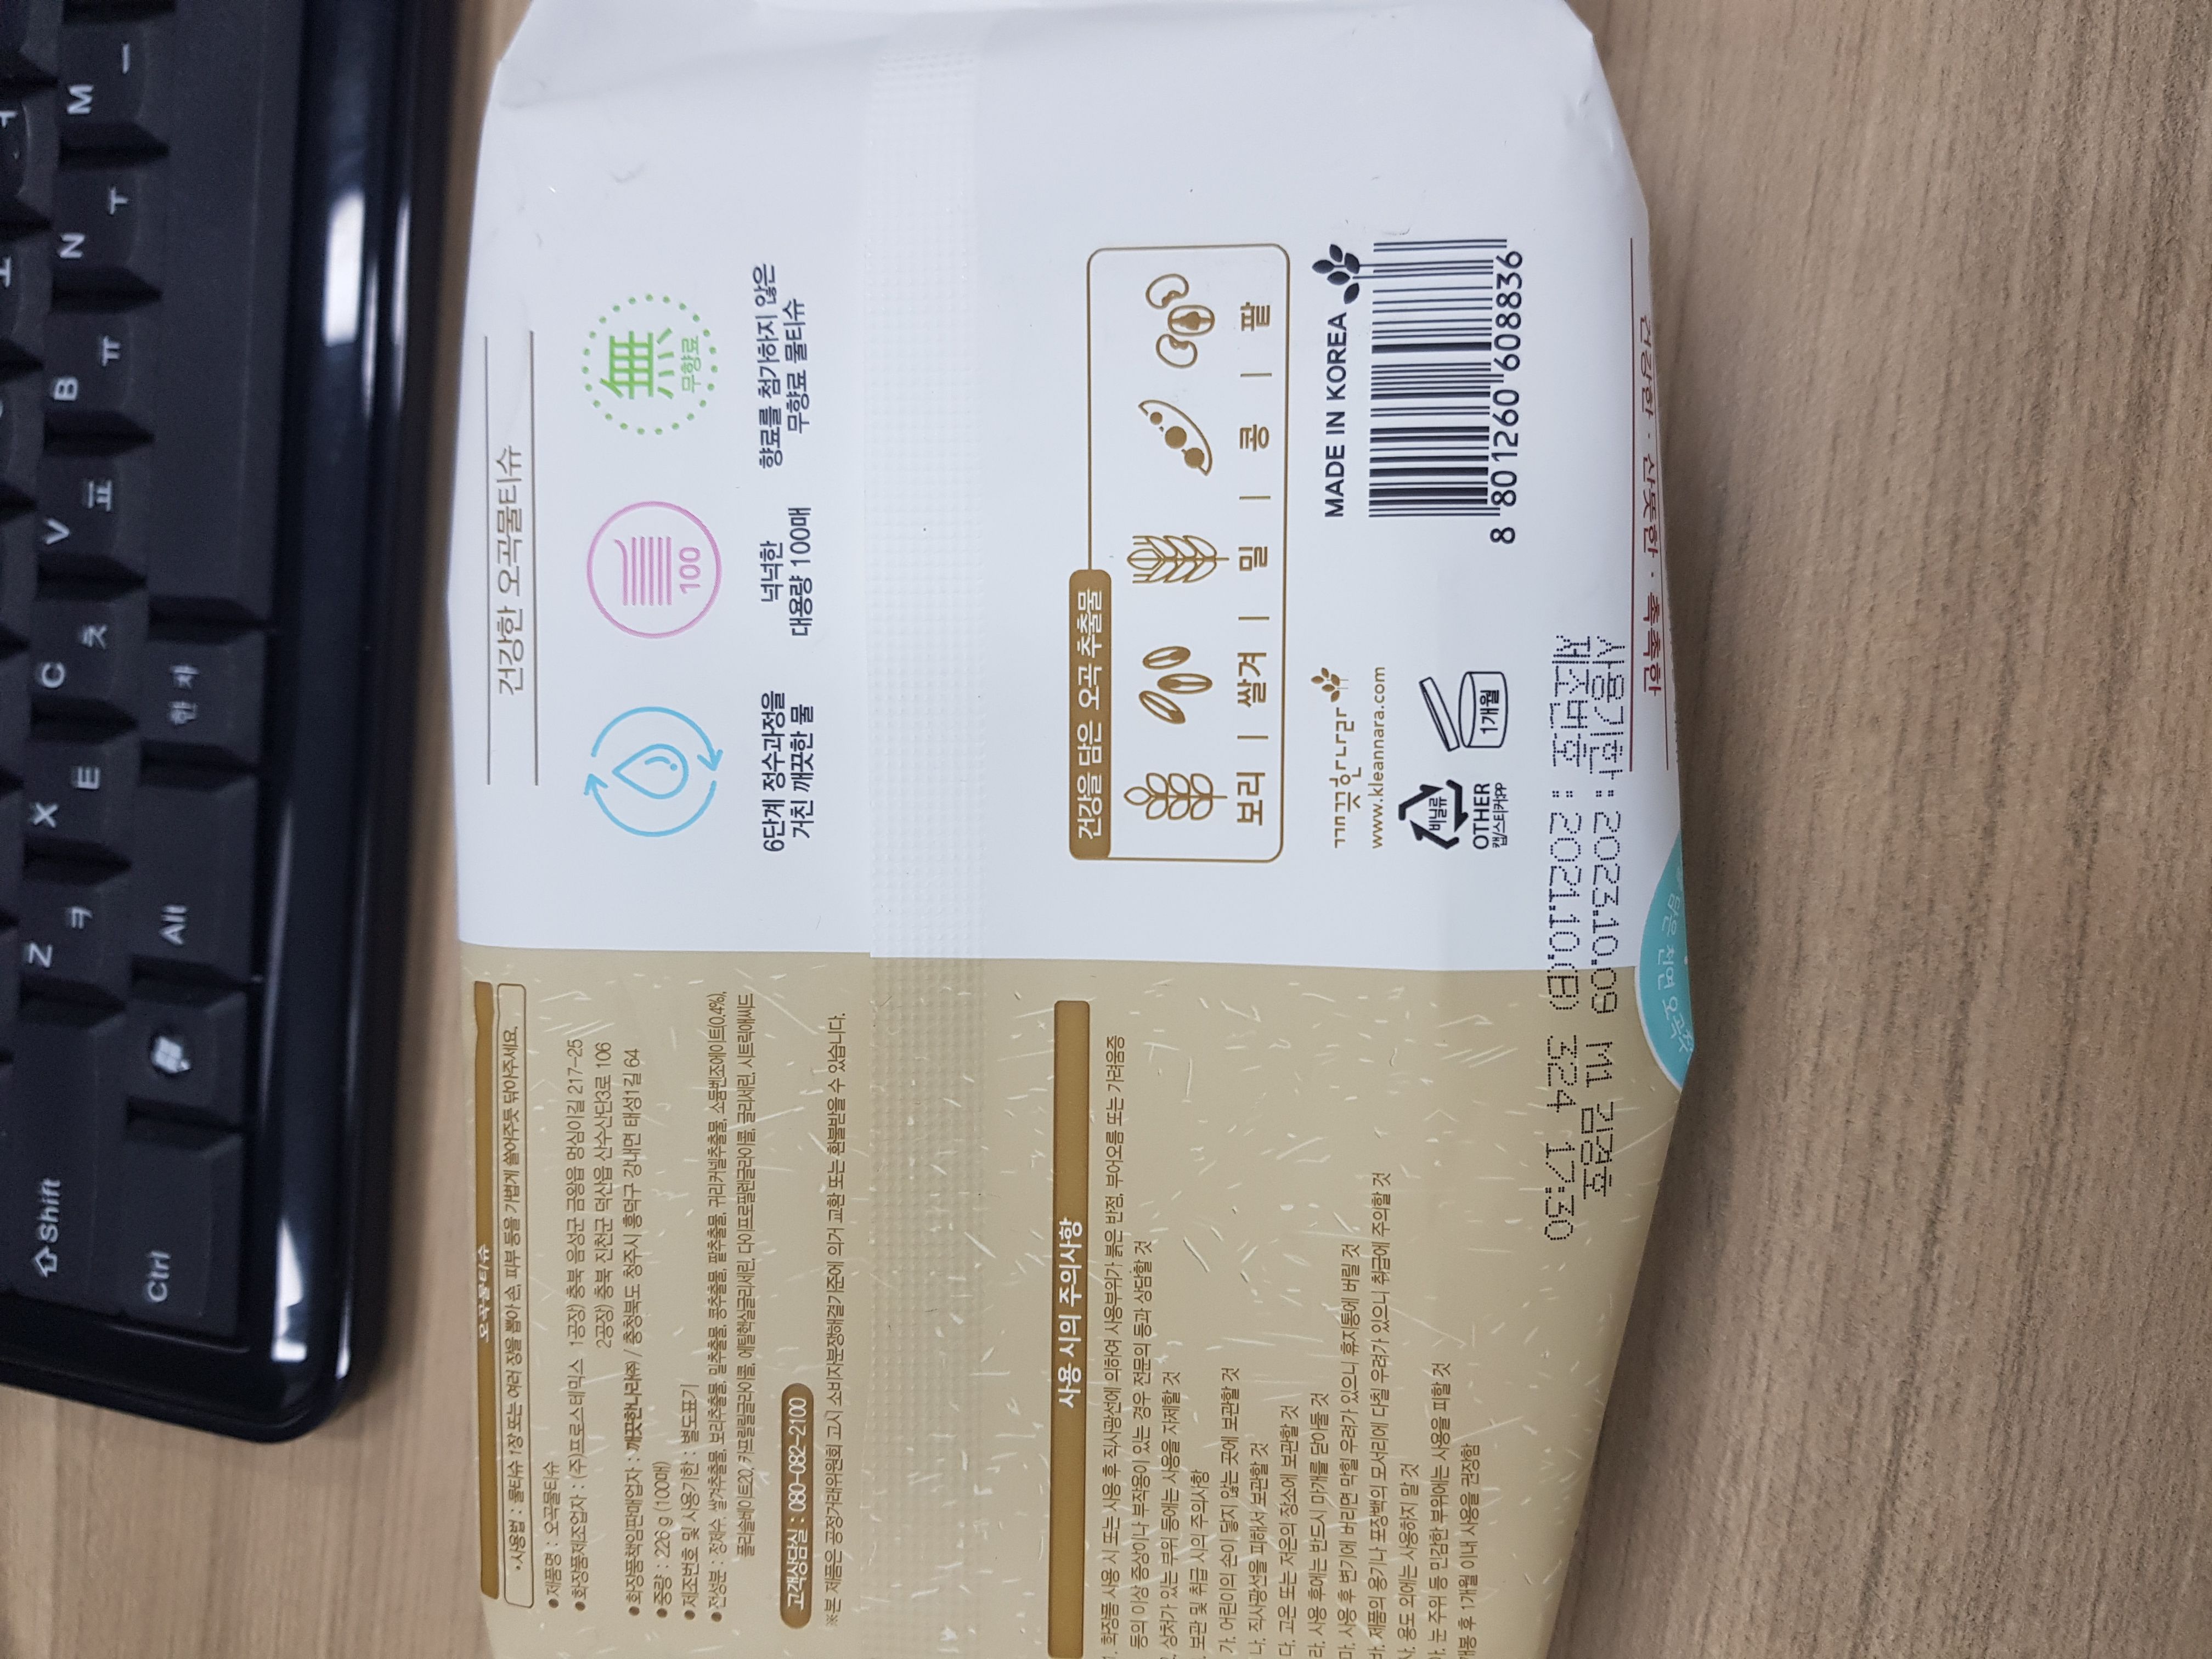 Shift
Z ㅋ
X ㅌ
C ㅊ
V ㅍ
B ㅠ
N ㅜ
M ㅡ
Ctrl
Alt
한자
오곡물티슈
•사용법 : 물티슈 1장 또는 여러 장을 뽑아 손, 피부 등을 가볍게 쓸어주듯 닦아주세요.
●제품명 : 오곡물티슈
●화장품제조업자 : (주)프로스테믹스 1공장) 충북 음성군 금왕읍 멍심이길 217-25
2공장) 충북 진천군 덕산읍 산수산단3로 106
●화장품책임판매업자 : 깨끗한나라㈜ / 충청북도 청주시 흥덕구 강내면 태성1길 64
●중량 : 226 g (100매)
●제조번호 및 사용기한 : 별도표기
●전성분 : 정제수, 쌀겨추출물, 보리추출물, 밀추출물, 콩추출물, 팥추출물, 귀리커넬추출물, 소듐벤조에이트(0.4%),
폴리솔베이트20, 카프릴릴글라이콜, 에틸헥실글리세린, 다이프로필렌글라이콜, 글리세린, 시트릭애씨드
고객상담실 : 080-082-2100
※본 제품은 공정거래위원회 고시 소비자분쟁해결기준에 의거 교환 또는 환불받을 수 있습니다.
사용 시의 주의사항
1. 화장품 사용 시 또는 사용 후 직사광선에 의하여 사용부위가 붉은 반점, 부어오름 또는 가려움증
등의 이상 증상이나 부작용이 있는 경우 전문의 등과 상담할 것
상처가 있는 부위 등에는 사용을 자제할 것
보관 및 취급 시의 주의사항
가. 어린이의 손이 닿지 않는 곳에 보관할 것
나. 직사광선을 피해서 보관할 것
다. 고온 또는 저온의 장소에 보관할 것
라. 사용 후에는 반드시 마개를 닫아둘 것
마. 사용 후 변기에 버리면 막힐 우려가 있으니 휴지통에 버릴 것
바. 제품의 용기나 포장백의 모서리에 다칠 우려가 있으니 취급에 주의할 것
사. 용도 외에는 사용하지 말 것
아. 눈 주위 등 민감한 부위에는 사용을 피할 것
개봉 후 1개월 이내 사용을 권장함
건강한 오곡물티슈
100
無
무향료
6단계 정수과정을
거친 깨끗한 물
넉넉한
대용량 100매
향료를 첨가하지 않은
무향료 물티슈
건강을 담은 오곡 추출물
보리 | 쌀겨 | 밀 | 콩 | 팥
깨끗한나라
www.kleannara.com
비닐류
OTHER
캡/스티커:PP
1개월
MADE IN KOREA
8 801260 608836
사용기한 : 2023.10.09 M1 김경호
제조번호 : 2021.10.(B) 324 17:30
건강한 · 산뜻한 · 촉촉한